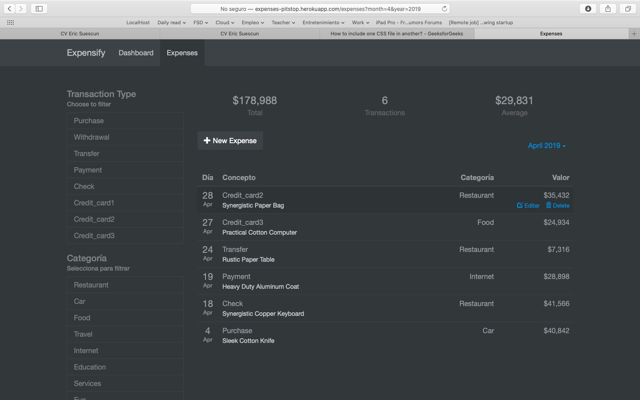 No seguro — expenses-pitstop.herokuapp.com/expenses?month=4&year=2019
LocalHost Daily read FSD Cloud Empleo Teacher Entretenimiento Work iPad Pro - Fr...umors Forums [Remote job] ...wing startup
CV Eric Suescun CV Eric Suescun How to include one CSS file in another? - GeeksforGeeks Expenses
Expensify Dashboard Expenses
Transaction Type
Choose to filter
Purchase
Withdrawal
Transfer
Payment
Check
Credit_card1
Credit_card2
Credit_card3
Categoría
Selecciona para filtrar
Restaurant
Car
Food
Travel
Internet
Education
Services
Fun
$178,988 6 $29,831
Total Transactions Average
+ New Expense
April 2019
Día Concepto Categoría Valor
28 Credit_card2 Restaurant $35,432
Apr Synergistic Paper Bag Editar Delete
27 Credit_card3 Food $24,934
Apr Practical Cotton Computer
24 Transfer Restaurant $7,316
Apr Rustic Paper Table
19 Payment Internet $28,898
Apr Heavy Duty Aluminum Coat
18 Check Restaurant $41,566
Apr Synergistic Copper Keyboard
4 Purchase Car $40,842
Apr Sleek Cotton Knife